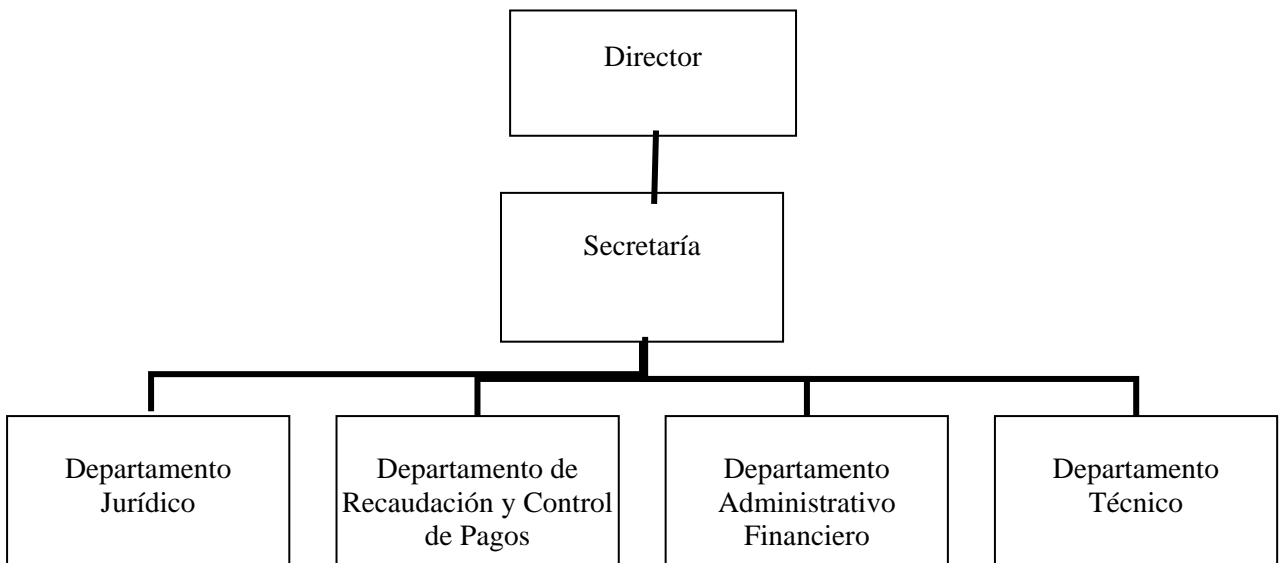 Director
Secretaría
Departamento
Jurídico
Departamento de
Recaudación y Control
de Pagos
Departamento
Administrativo
Financiero
Departamento
Técnico